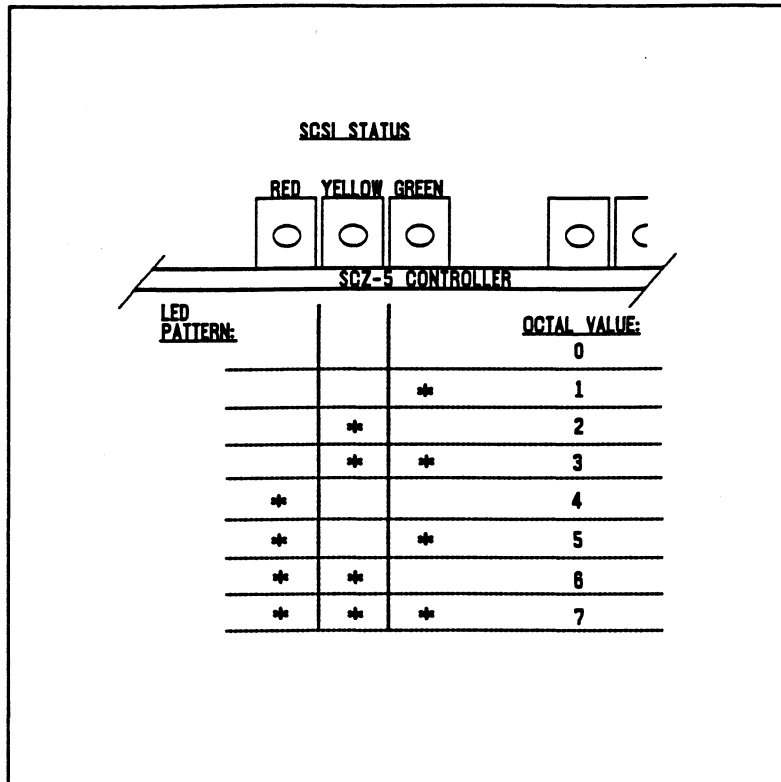 SCSI STATUS
RED YELLOW GREEN
SCZ-5 CONTROLLER
LED
PATTERN:
OCTAL VALUE:
0
* 1
* 2
* * 3
* 4
* * 5
* * 6
* * * 7